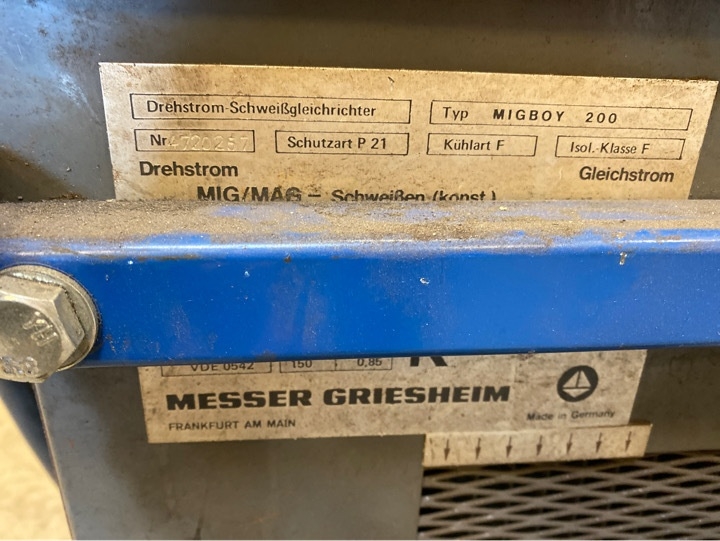 Drehstrom-Schweißgleichrichter
Typ MIGBOY 200
Nr
Schutzart P 21
Kühlart F
Isol.-Klasse F
Drehstrom
Gleichstrom
MIG/MAG – Schweißen (konst.)
VDE 0542
150
0,85
K
MESSER GRIESHEIM
FRANKFURT AM MAIN
Made in Germany